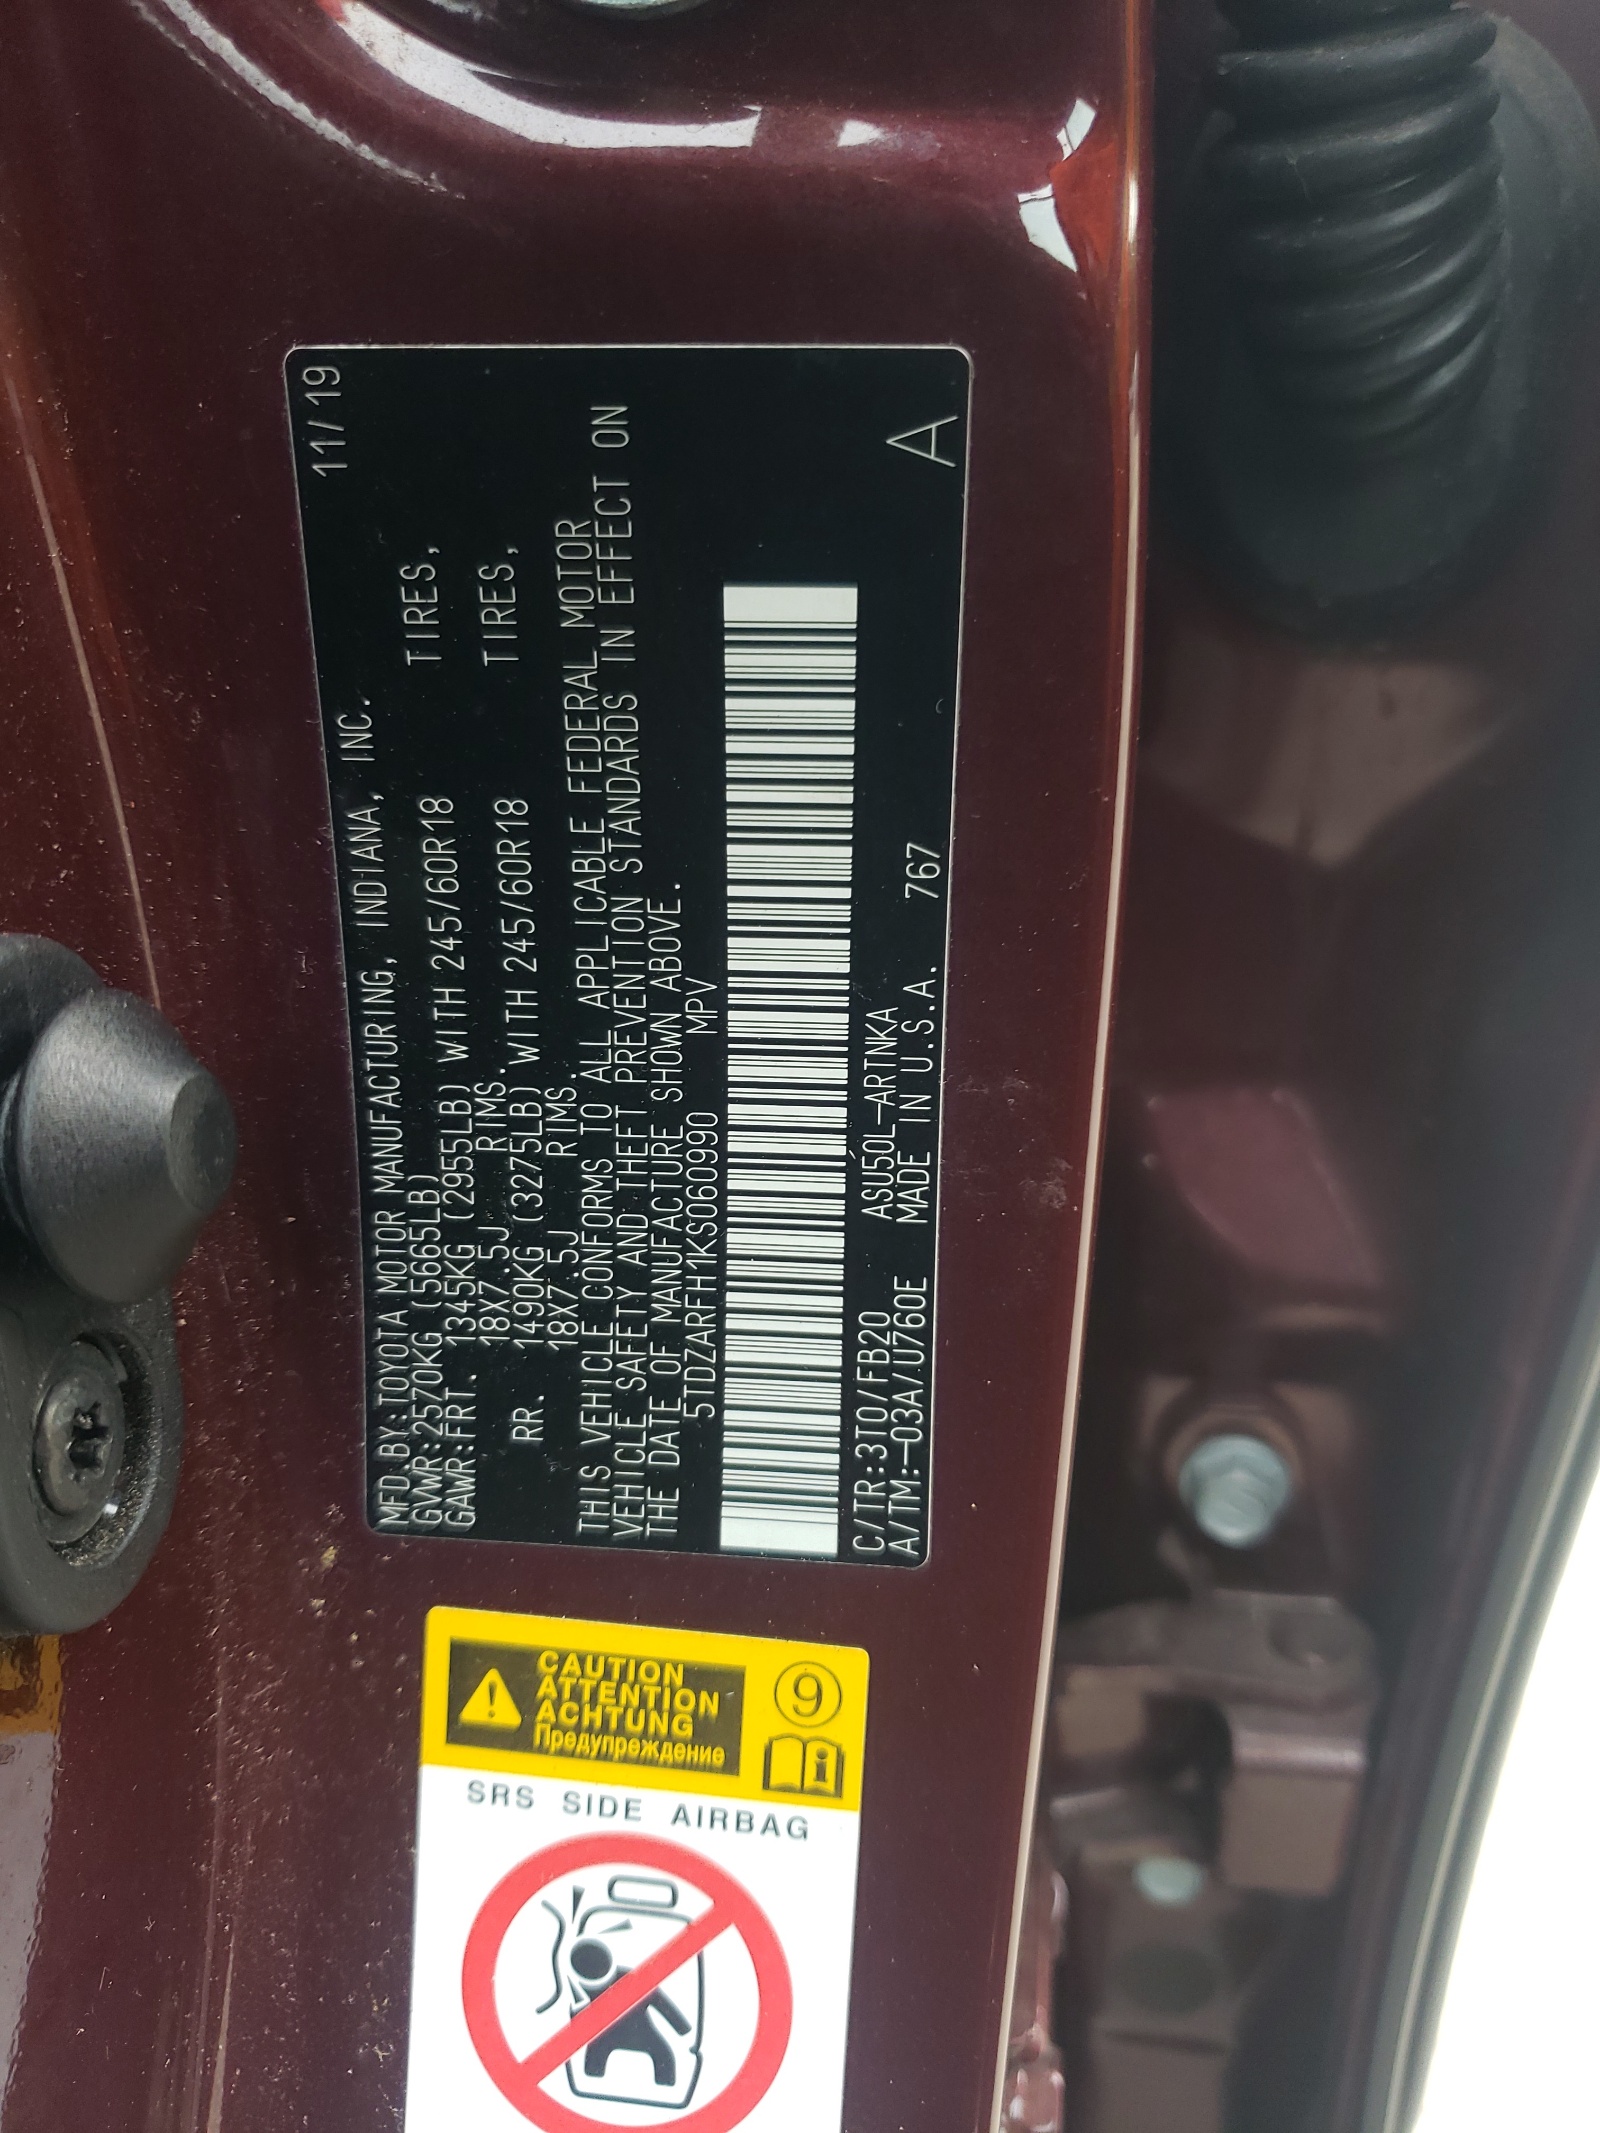 11/19
MFD.BY:TOYOTA MOTOR MANUFACTURING, INDIANA, INC.
GVWR:2570KG (5665LB)
GAWR:FRT. 1345KG (2955LB) WITH 245/60R18 TIRES,
18X7.5J RIMS.
RR. 1490KG (3275LB) WITH 245/60R18 TIRES,
18X7.5J RIMS.
THIS VEHICLE CONFORMS TO ALL APPLICABLE FEDERAL MOTOR
VEHICLE SAFETY AND THEFT PREVENTION STANDARDS IN EFFECT ON
THE DATE OF MANUFACTURE SHOWN ABOVE.
5TDZARFH1KS060990 MPV
C/TR:3T0/FB20 ASU50L-ARTNKA
A/TM:-03A/U760E MADE IN U.S.A. 767
A
CAUTION
ATTENTION
ACHTUNG
Предупреждение
9
i
SRS SIDE AIRBAG